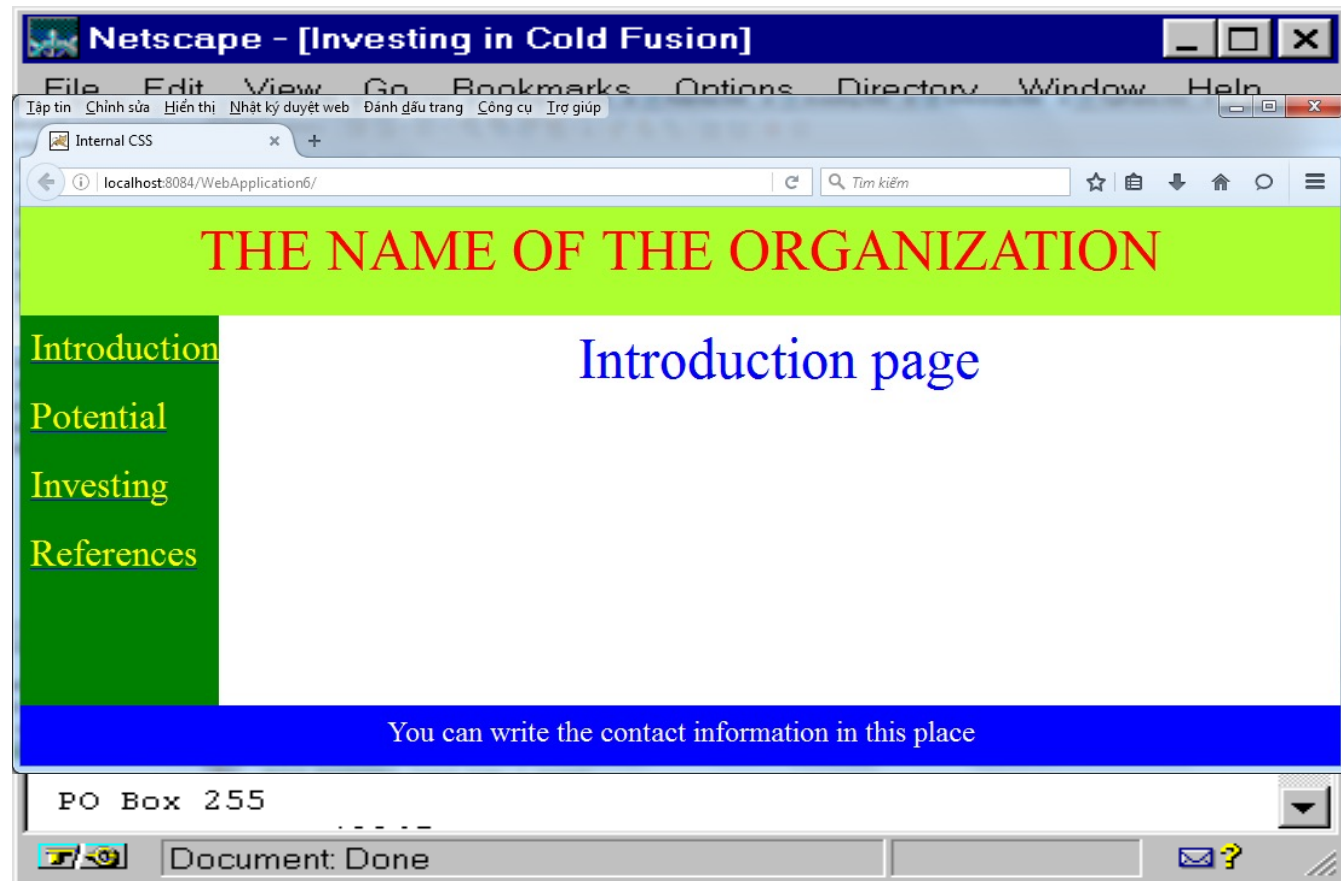 Netscape - [Investing in Cold Fusion]
File Edit View Go Bookmarks Options Directory Window Help
Tập tin Chỉnh sửa Hiển thị Nhật ký duyệt web Đánh dấu trang Công cụ Trợ giúp
Internal CSS
localhost:8084/WebApplication6/ Tìm kiếm
THE NAME OF THE ORGANIZATION
Introduction
Introduction page
Potential
Investing
References
You can write the contact information in this place
PO Box 255
Document: Done